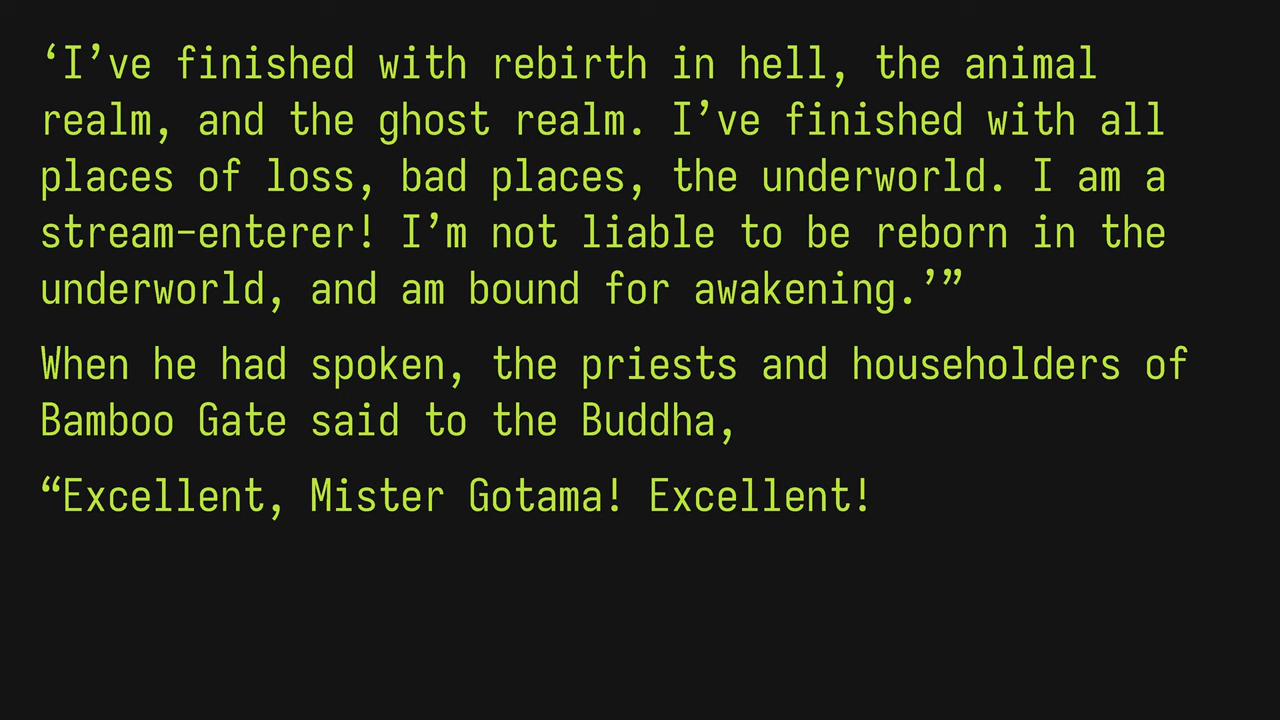 ‘I’ve finished with rebirth in hell, the animal
realm, and the ghost realm. I’ve finished with all
places of loss, bad places, the underworld. I am a
stream-enterer! I’m not liable to be reborn in the
underworld, and am bound for awakening.’”
When he had spoken, the priests and householders of
Bamboo Gate said to the Buddha,
“Excellent, Mister Gotama! Excellent!